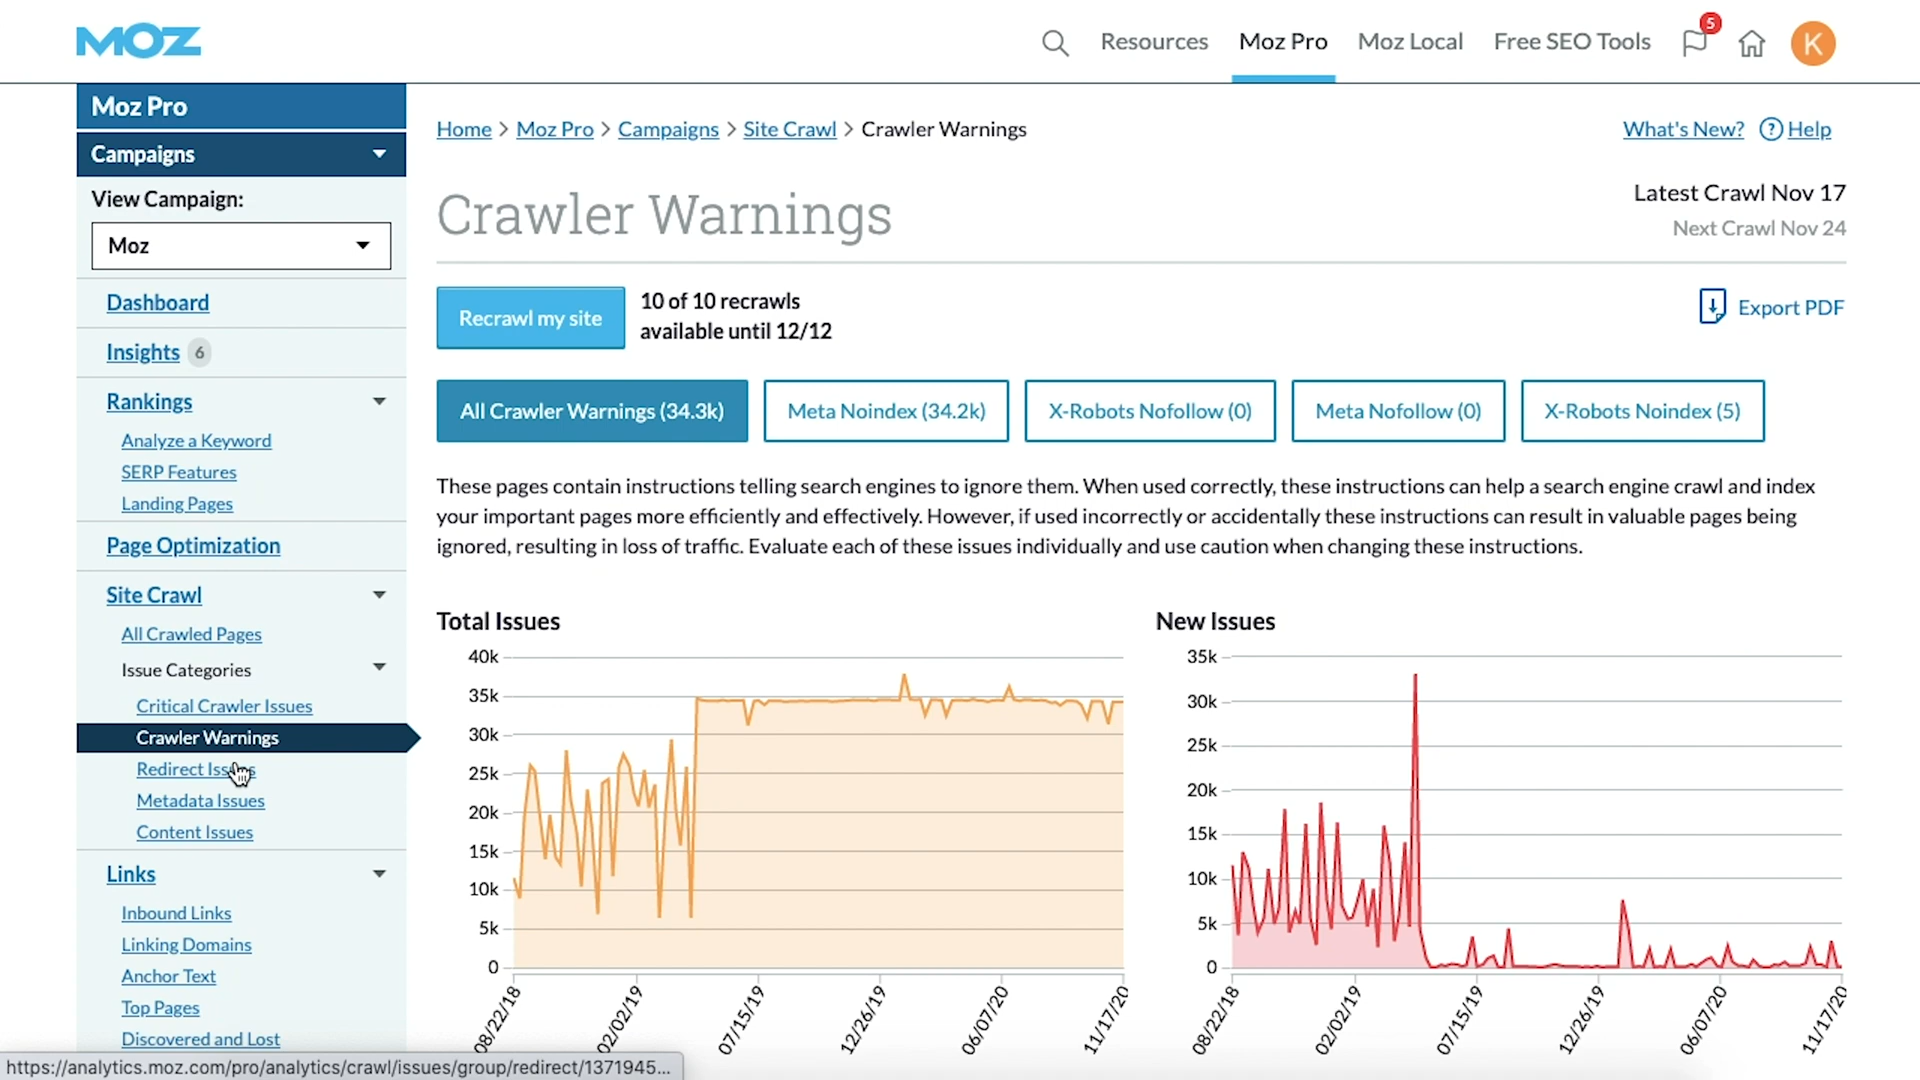 MOZ
Resources
Moz Pro
Moz Local
Free SEO Tools
5
K
Moz Pro
Campaigns
View Campaign:
Moz
Dashboard
Insights 6
Rankings
Analyze a Keyword
SERP Features
Landing Pages
Page Optimization
Site Crawl
All Crawled Pages
Issue Categories
Critical Crawler Issues
Crawler Warnings
Redirect Issues
Metadata Issues
Content Issues
Links
Inbound Links
Linking Domains
Anchor Text
Top Pages
Discovered and Lost
Home > Moz Pro > Campaigns > Site Crawl > Crawler Warnings
What's New? ? Help
Crawler Warnings
Latest Crawl Nov 17
Next Crawl Nov 24
Recrawl my site
10 of 10 recrawls
available until 12/12
Export PDF
All Crawler Warnings (34.3k)
Meta Noindex (34.2k)
X-Robots Nofollow (0)
Meta Nofollow (0)
X-Robots Noindex (5)
These pages contain instructions telling search engines to ignore them. When used correctly, these instructions can help a search engine crawl and index
your important pages more efficiently and effectively. However, if used incorrectly or accidentally these instructions can result in valuable pages being
ignored, resulting in loss of traffic. Evaluate each of these issues individually and use caution when changing these instructions.
Total Issues
40k
35k
30k
25k
20k
15k
10k
5k
0
08/22/18
02/02/19
07/15/19
12/26/19
06/07/20
11/17/20
New Issues
35k
30k
25k
20k
15k
10k
5k
0
08/22/18
02/02/19
07/15/19
12/26/19
06/07/20
11/17/20
https://analytics.moz.com/pro/analytics/crawl/issues/group/redirect/1371945...